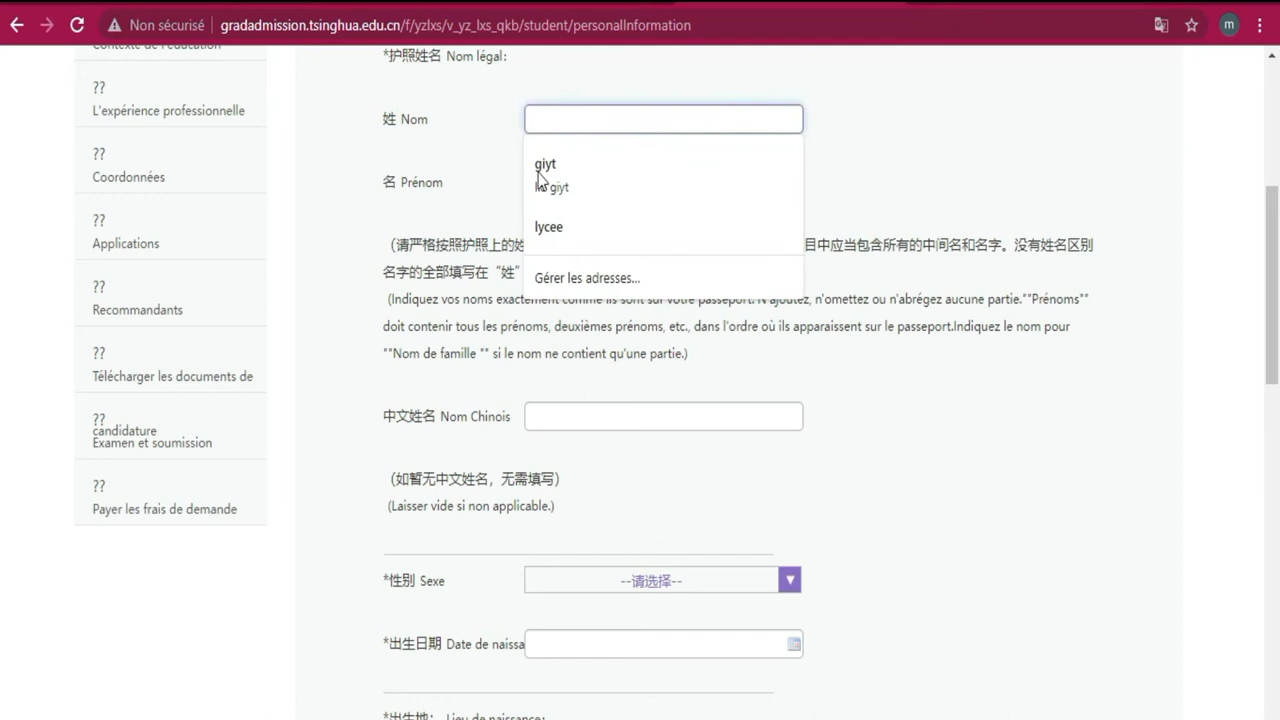 Non sécurisé
gradadmission.tsinghua.edu.cn/f/yzlxs/v_yz_lxs_qkb/student/personalInformation
m
Contexte de l'éducation
??
L'expérience professionnelle
??
Coordonnées
??
Applications
??
Recommandants
??
Télécharger les documents de
??
candidature
Examen et soumission
??
Payer les frais de demande
*护照姓名 Nom légal:
姓 Nom
giyt
giyt
lycee
Gérer les adresses...
名 Prénom
(请严格按照护照上的姓
目中应当包含所有的中间名和名字。没有姓名区别
名字的全部填写在“姓”
(Indiquez vos noms exactement comme ils sont sur votre passeport. N'ajoutez, n'omettez ou n'abrégez aucune partie.""Prénoms""
doit contenir tous les prénoms, deuxièmes prénoms, etc., dans l'ordre où ils apparaissent sur le passeport.Indiquez le nom pour
""Nom de famille "" si le nom ne contient qu'une partie.)
中文姓名 Nom Chinois
(如暂无中文姓名，无需填写)
(Laisser vide si non applicable.)
*性别 Sexe
--请选择--
*出生日期 Date de naissa
*出生地： Lieu de naissance: